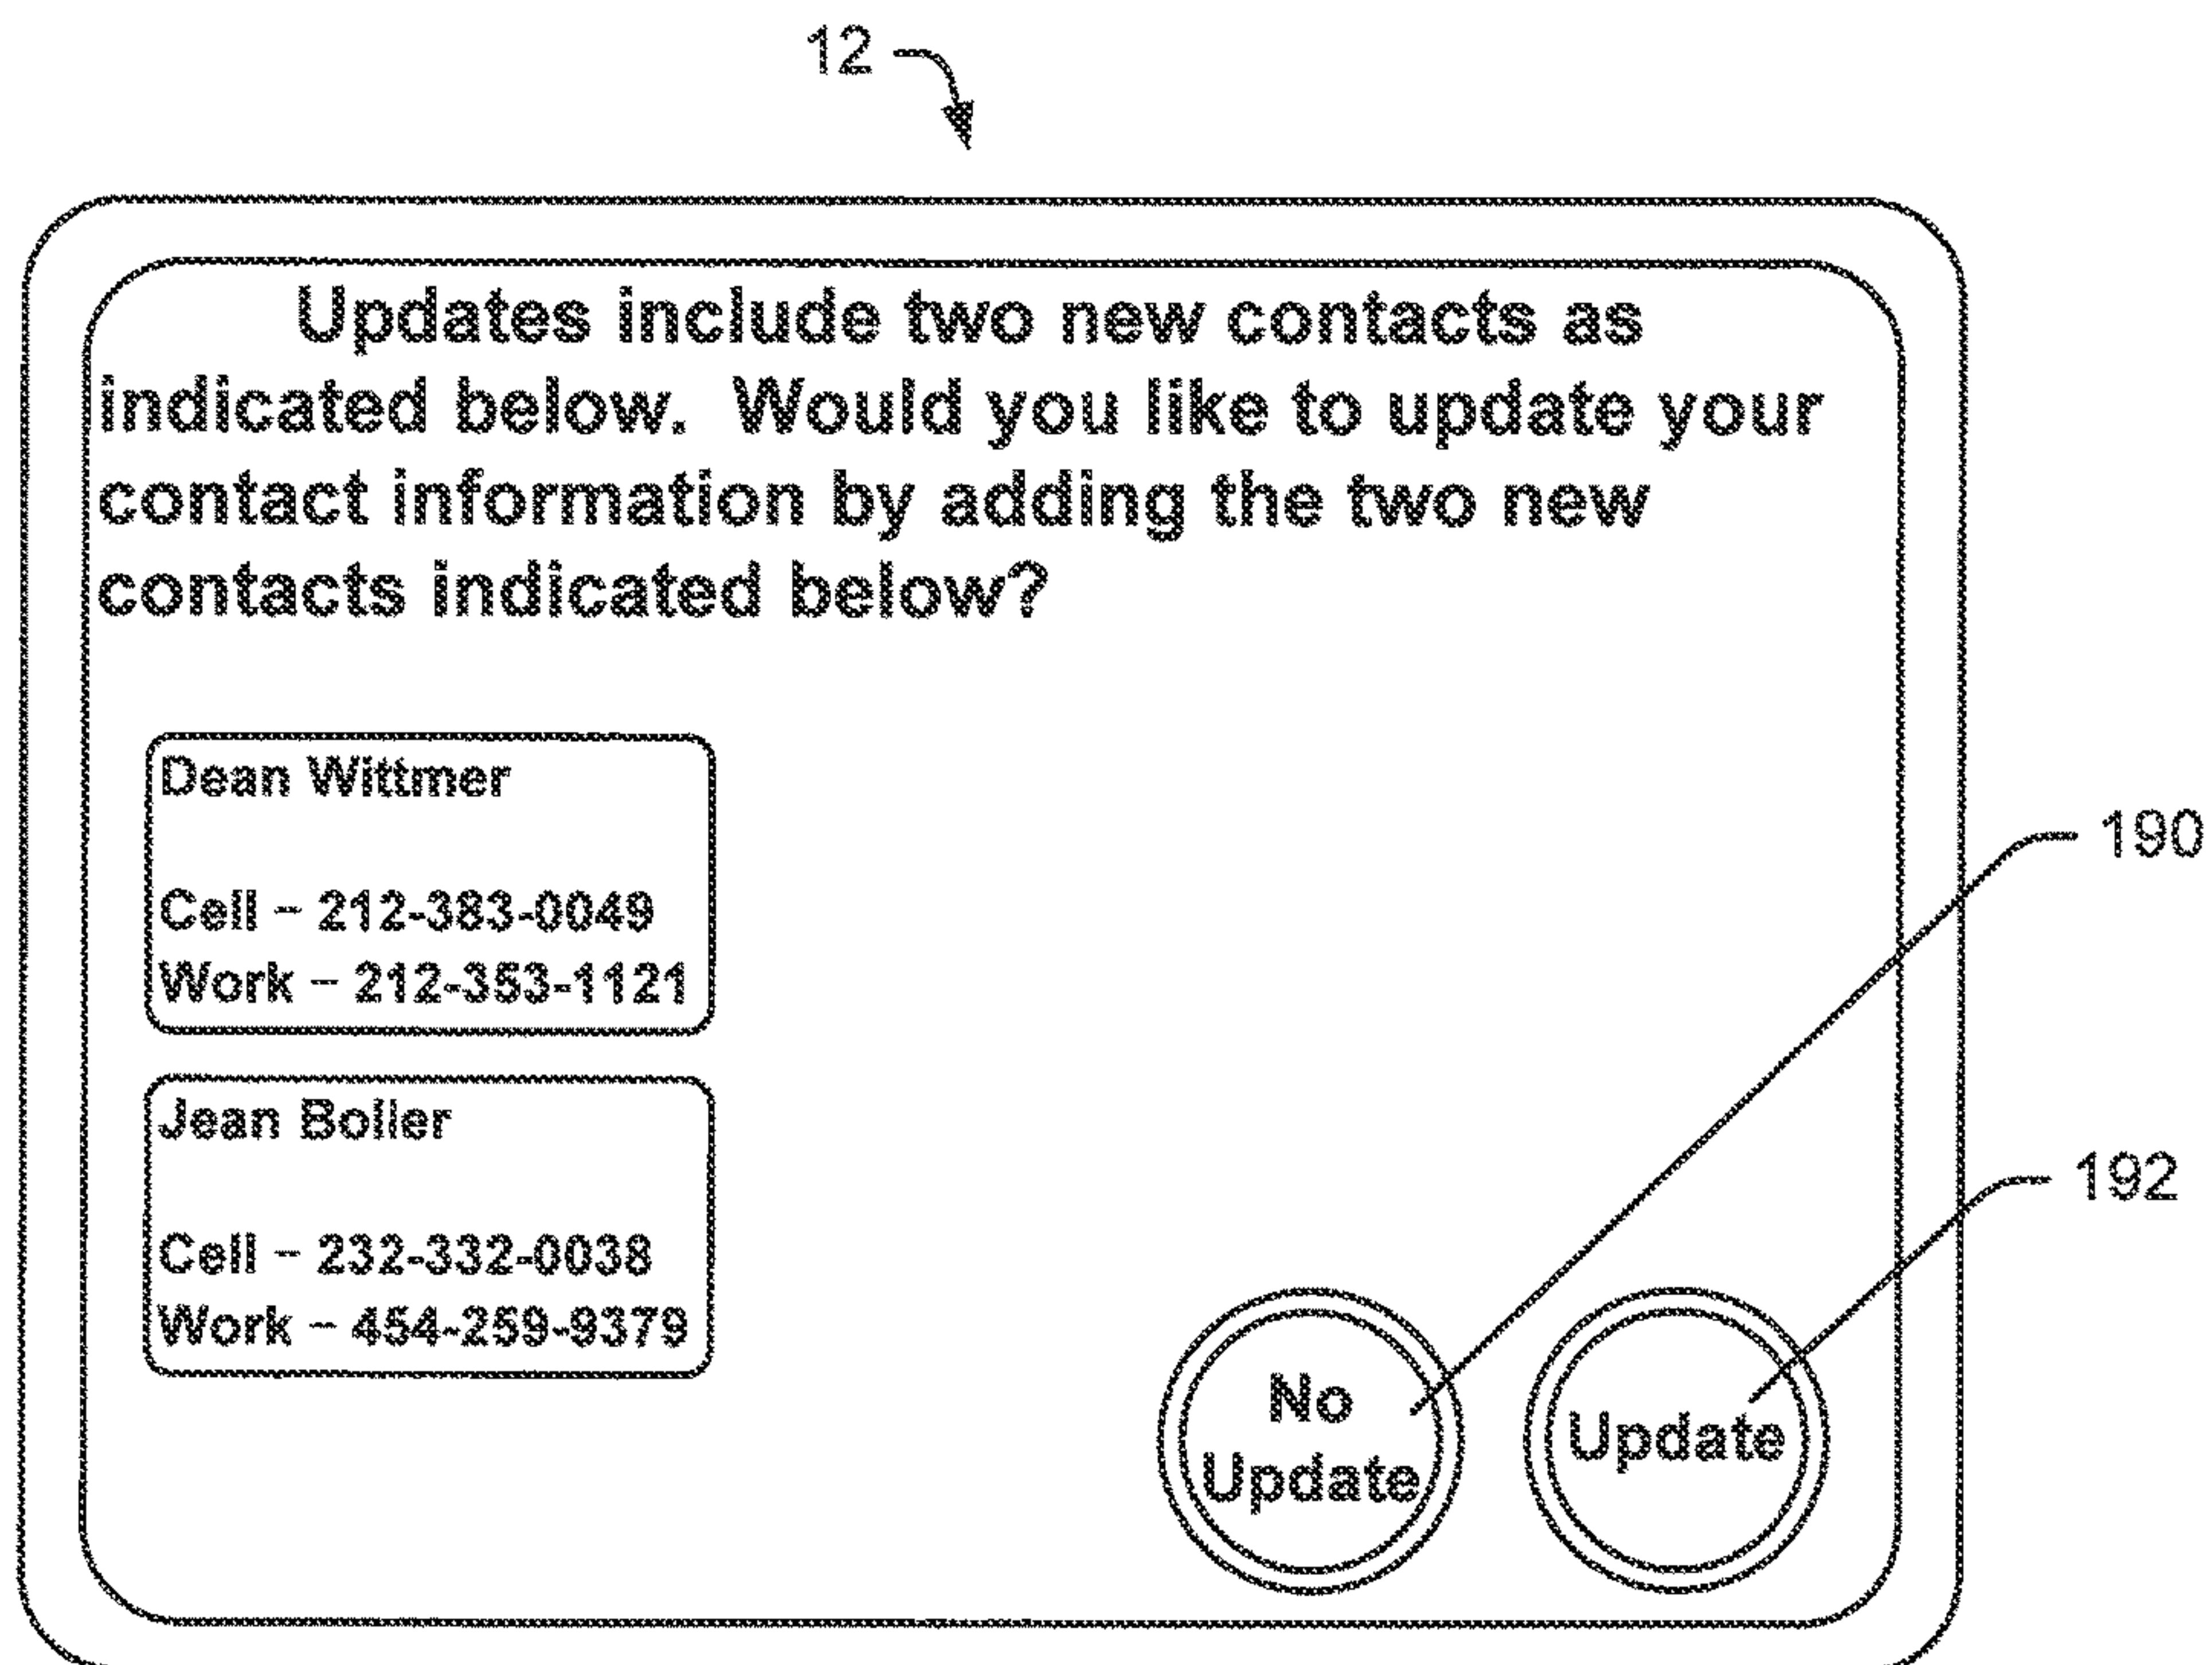 12
Updates include two new contacts as
indicated below.  Would you like to update your
contact information by adding the two new
contacts indicated below?
Dean Wittmer
Cell – 212-383-0049
Work – 212-353-1121
190
Jean Boller
Cell – 232-332-0038
Work – 454-259-9379
192
No
Update
Update